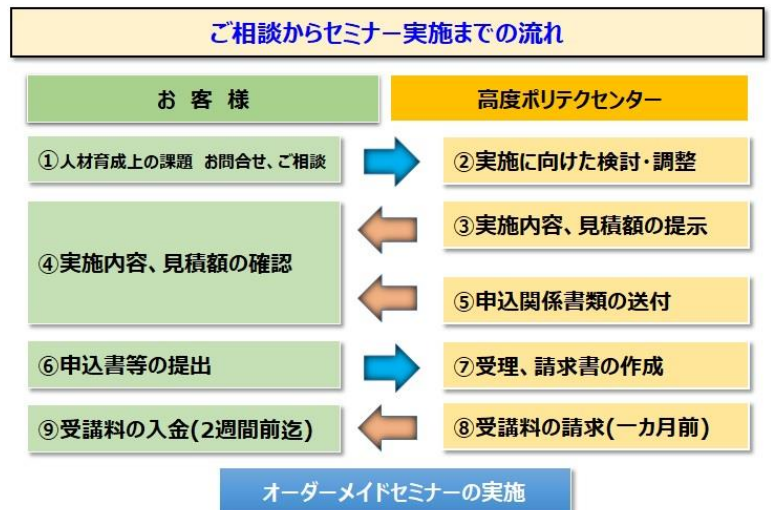 ご相談からセミナー実施までの流れ
お 客 様
高度ポリテクセンター
①人材育成上の課題 お問合せ、ご相談
②実施に向けた検討・調整
③実施内容、見積額の提示
④実施内容、見積額の確認
⑤申込関係書類の送付
⑥申込書等の提出
⑦受理、請求書の作成
⑨受講料の入金(2週間前迄)
⑧受講料の請求(一カ月前)
オーダーメイドセミナーの実施